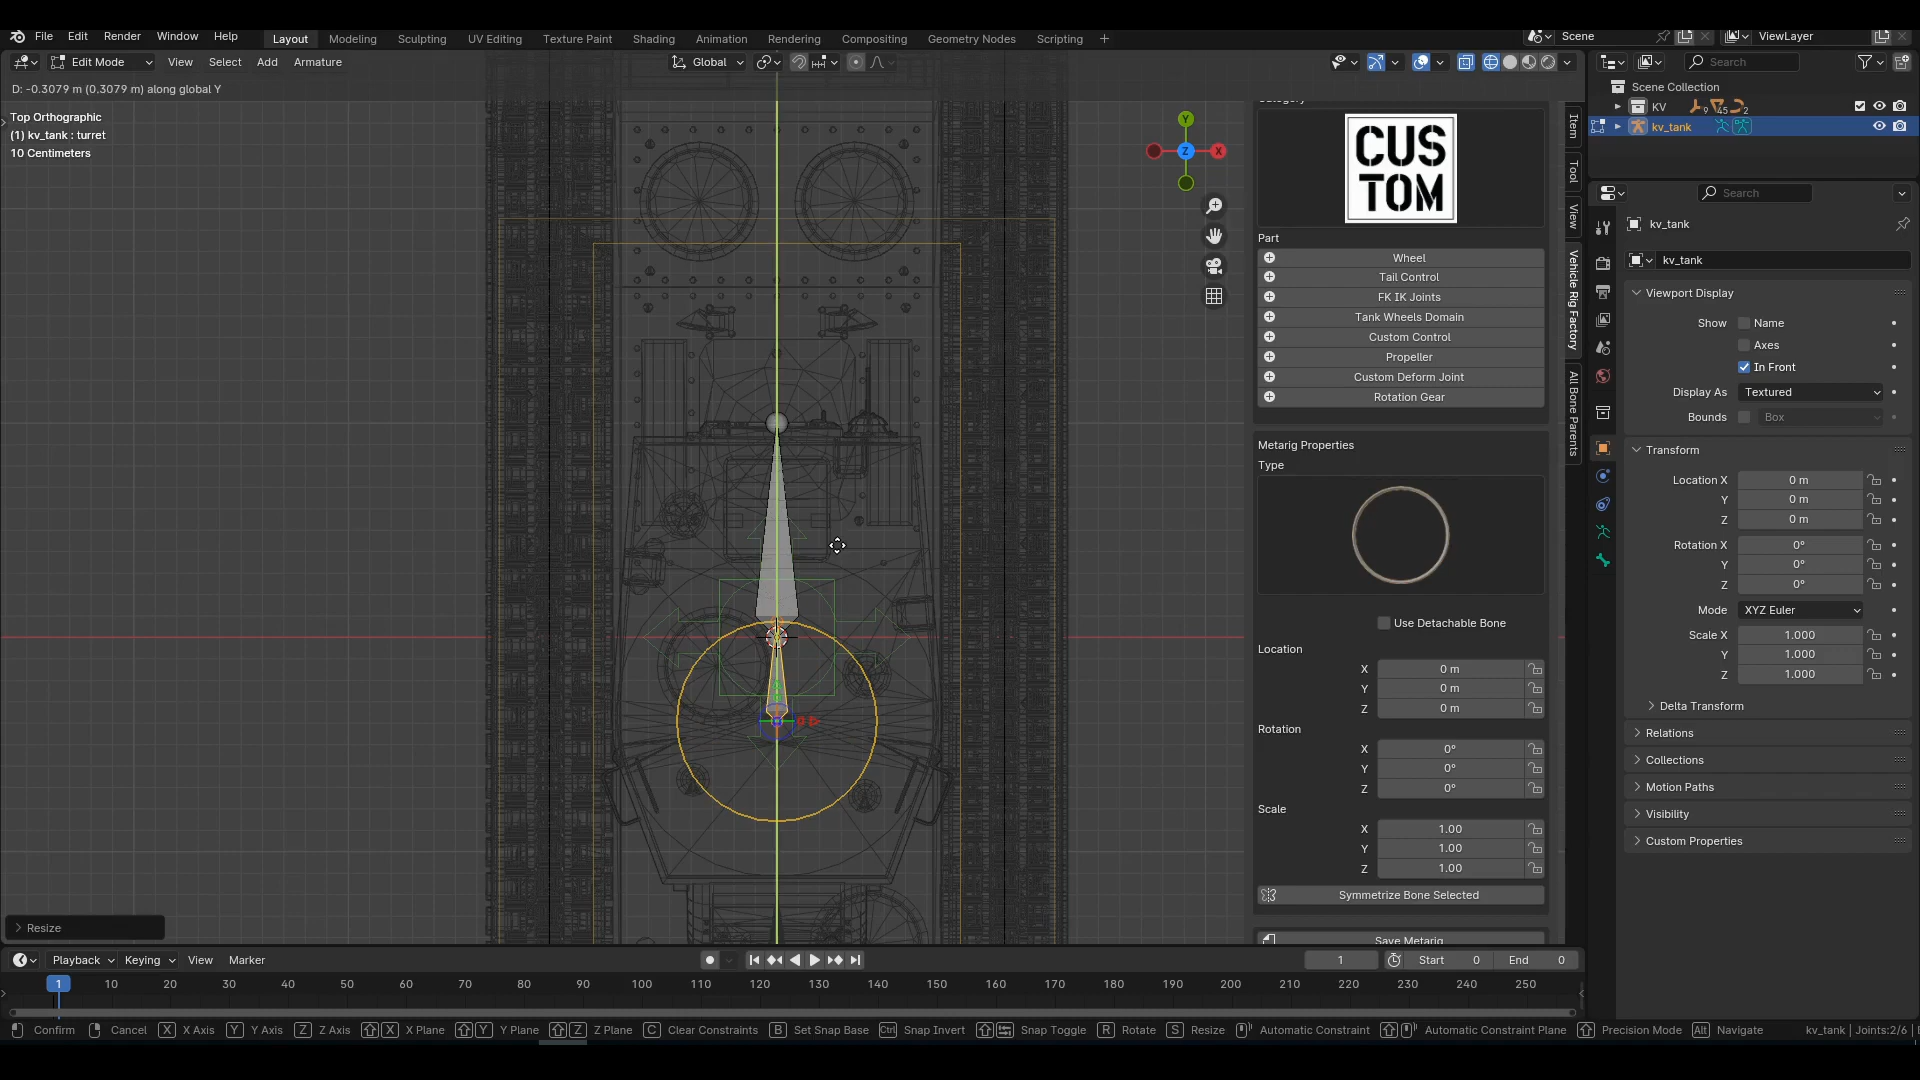 File Edit Render Window Help
Layout Modeling Sculpting UV Editing Texture Paint Shading Animation Rendering Compositing Geometry Nodes Scripting +
Scene
ViewLayer
Edit Mode View Select Add Armature
Global
Search
D: -0.3079 m (0.3079 m) along global Y
Top Orthographic
(1) kv_tank : turret
10 Centimeters
Y
Z
X
CUS
TOM
Part
Wheel
Tail Control
FK IK Joints
Tank Wheels Domain
Custom Control
Propeller
Custom Deform Joint
Rotation Gear
Metarig Properties
Type
Use Detachable Bone
Location
X 0 m
Y 0 m
Z 0 m
Rotation
X 0°
Y 0°
Z 0°
Scale
X 1.00
Y 1.00
Z 1.00
Symmetrize Bone Selected
Save Metarig
Item
Tool
View
Vehicle Rig Factory
All Bone Parents
Scene Collection
KV 9 45 2
kv_tank
Search
kv_tank
kv_tank
Viewport Display
Show Name
Axes
In Front
Display As Textured
Bounds Box
Transform
Location X 0 m
Y 0 m
Z 0 m
Rotation X 0°
Y 0°
Z 0°
Mode XYZ Euler
Scale X 1.000
Y 1.000
Z 1.000
Delta Transform
Relations
Collections
Motion Paths
Visibility
Custom Properties
Resize
Playback Keying View Marker
1 Start 0 End 0
1 10 20 30 40 50 60 70 80 90 100 110 120 130 140 150 160 170 180 190 200 210 220 230 240 250
Confirm Cancel X X Axis Y Y Axis Z Z Axis X X Plane Y Y Plane Z Z Plane C Clear Constraints B Set Snap Base Ctrl Snap Invert Snap Toggle R Rotate S Resize Automatic Constraint Automatic Constraint Plane Precision Mode Alt Navigate kv_tank | Joints:2/6 |